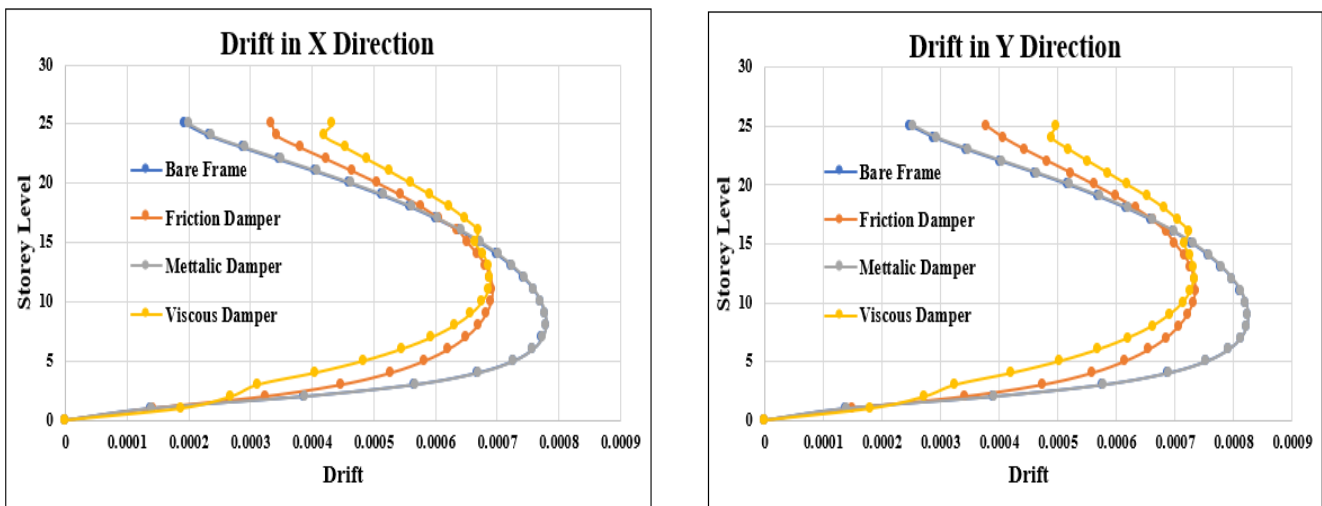 Drift in X Direction
30
25
20
15
10
5
0
Storey Level
Bare Frame
Friction Damper
Mettalic Damper
Viscous Damper
0 0.0001 0.0002 0.0003 0.0004 0.0005 0.0006 0.0007 0.0008 0.0009
Drift
Drift in Y Direction
30
25
20
15
10
5
0
Storey Level
Bare Frame
Friction Damper
Mettalic Damper
Viscous Damper
0 0.0001 0.0002 0.0003 0.0004 0.0005 0.0006 0.0007 0.0008 0.0009
Drift